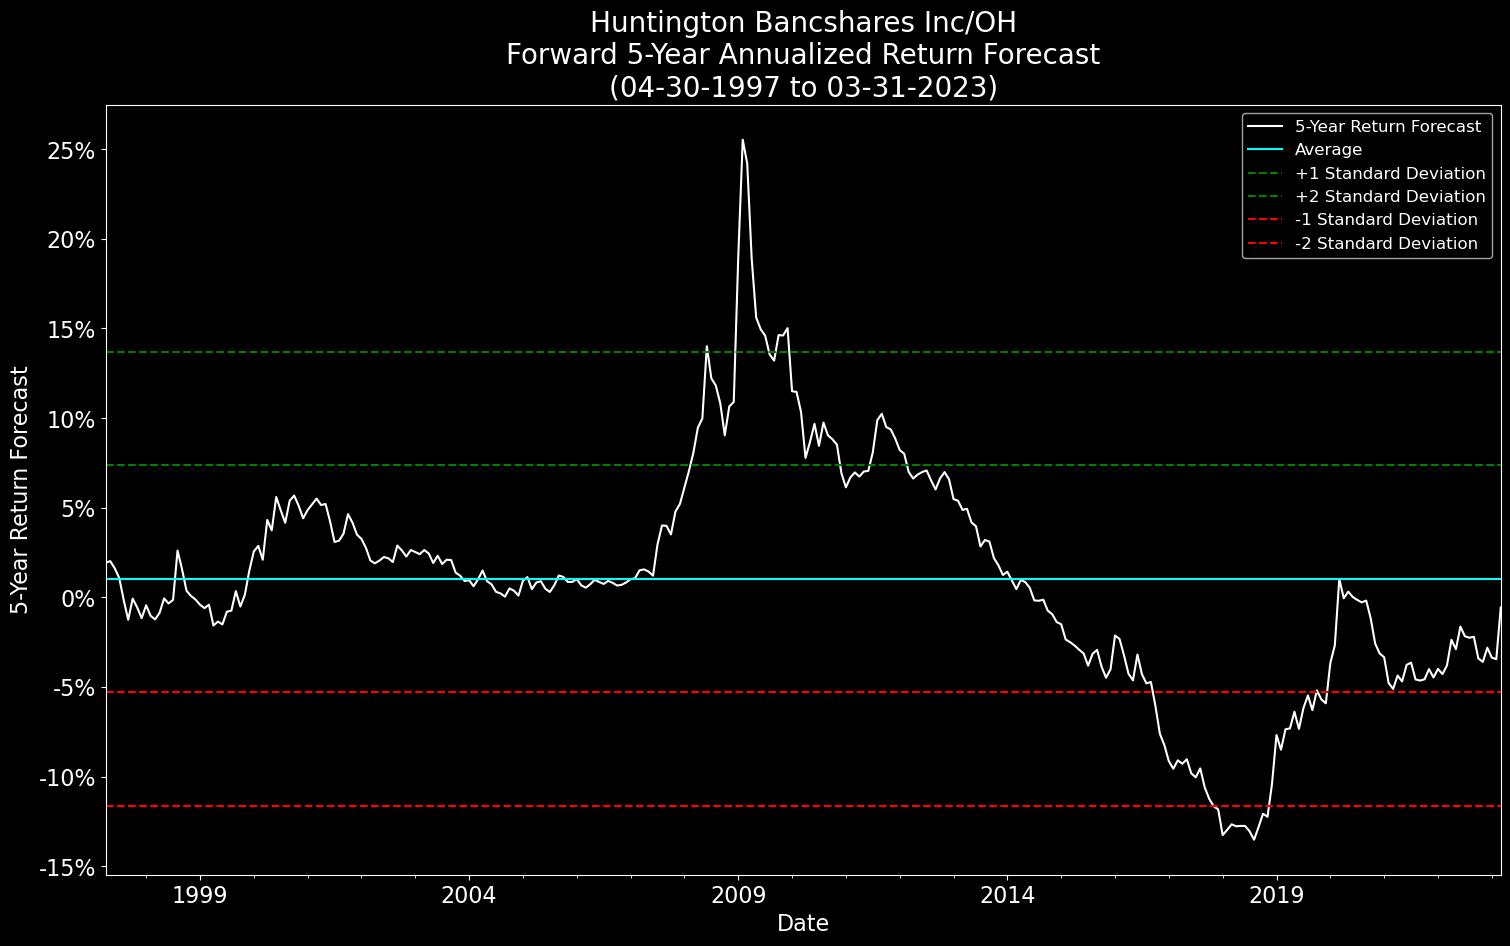 Huntington Bancshares Inc/OH
Forward 5-Year Annualized Return Forecast
(04-30-1997 to 03-31-2023)
5-Year Return Forecast
Average
+1 Standard Deviation
+2 Standard Deviation
-1 Standard Deviation
-2 Standard Deviation
5-Year Return Forecast
25%
20%
15%
10%
5%
0%
-5%
-10%
-15%
1999 2004 2009 2014 2019
Date